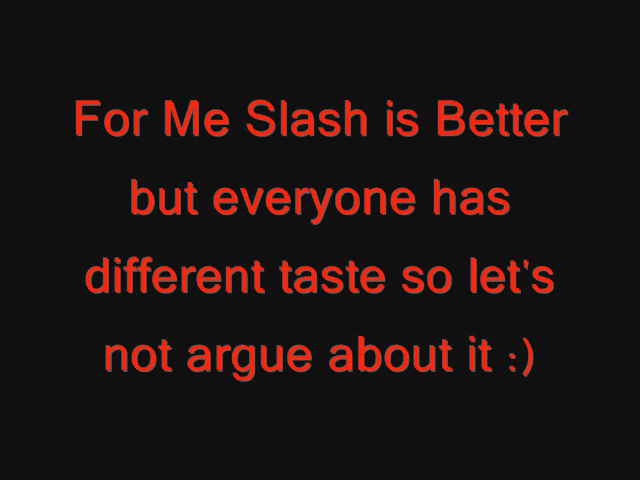 For Me Slash is Better
but everyone has
different taste so let's
not argue about it :)